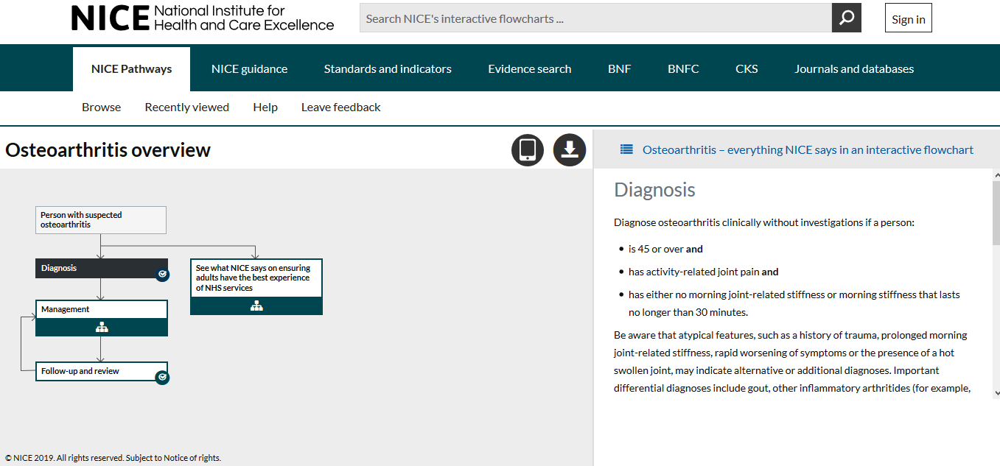 NICE National Institute for
Health and Care Excellence
Search NICE's interactive flowcharts ...
Sign in
NICE Pathways
NICE guidance
Standards and indicators
Evidence search
BNF
BNFC
CKS
Journals and databases
Browse
Recently viewed
Help
Leave feedback
Osteoarthritis overview
Person with suspected
osteoarthritis
Diagnosis
See what NICE says on ensuring
adults have the best experience
of NHS services
Management
Follow-up and review
© NICE 2019. All rights reserved. Subject to Notice of rights.
Osteoarthritis – everything NICE says in an interactive flowchart
Diagnosis
Diagnose osteoarthritis clinically without investigations if a person:
• is 45 or over and
• has activity-related joint pain and
• has either no morning joint-related stiffness or morning stiffness that lasts
no longer than 30 minutes.
Be aware that atypical features, such as a history of trauma, prolonged morning
joint-related stiffness, rapid worsening of symptoms or the presence of a hot
swollen joint, may indicate alternative or additional diagnoses. Important
differential diagnoses include gout, other inflammatory arthritides (for example,